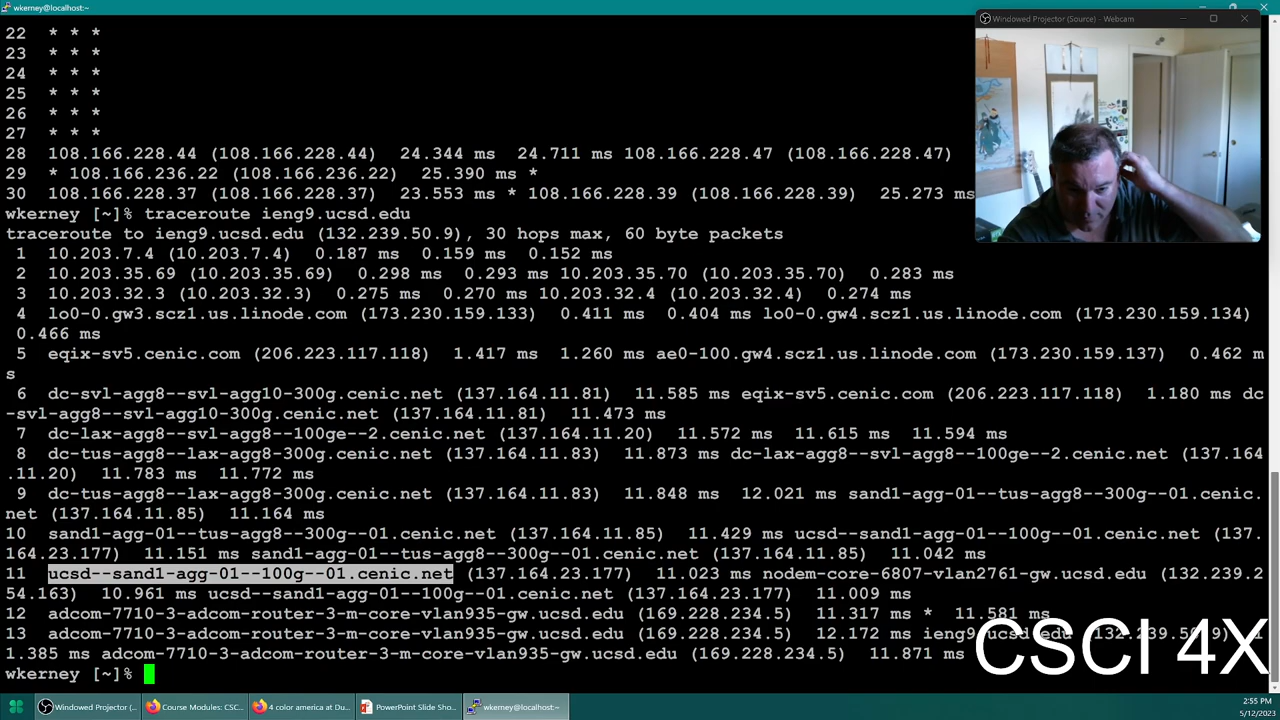 wkerney@localhost:~
Windowed Projector (Source) - Webcam
22  * * *
23  * * *
24  * * *
25  * * *
26  * * *
27  * * *
28  108.166.228.44 (108.166.228.44)  24.344 ms  24.711 ms 108.166.228.47 (108.166.228.47)
29  * 108.166.236.22 (108.166.236.22)  25.390 ms *
30  108.166.228.37 (108.166.228.37)  23.553 ms * 108.166.228.39 (108.166.228.39)  25.273 ms
wkerney [~]% traceroute ieng9.ucsd.edu
traceroute to ieng9.ucsd.edu (132.239.50.9), 30 hops max, 60 byte packets
1  10.203.7.4 (10.203.7.4)  0.187 ms  0.159 ms  0.152 ms
2  10.203.35.69 (10.203.35.69)  0.298 ms  0.293 ms 10.203.35.70 (10.203.35.70)  0.283 ms
3  10.203.32.3 (10.203.32.3)  0.275 ms  0.270 ms 10.203.32.4 (10.203.32.4)  0.274 ms
4  lo0-0.gw3.scz1.us.linode.com (173.230.159.133)  0.411 ms  0.404 ms lo0-0.gw4.scz1.us.linode.com (173.230.159.134)
0.466 ms
5  eqix-sv5.cenic.com (206.223.117.118)  1.417 ms  1.260 ms ae0-100.gw4.scz1.us.linode.com (173.230.159.137)  0.462 m
s
6  dc-svl-agg8--svl-agg10-300g.cenic.net (137.164.11.81)  11.585 ms eqix-sv5.cenic.com (206.223.117.118)  1.180 ms dc
-svl-agg8--svl-agg10-300g.cenic.net (137.164.11.81)  11.473 ms
7  dc-lax-agg8--svl-agg8--100ge--2.cenic.net (137.164.11.20)  11.572 ms  11.615 ms  11.594 ms
8  dc-tus-agg8--lax-agg8-300g.cenic.net (137.164.11.83)  11.873 ms dc-lax-agg8--svl-agg8--100ge--2.cenic.net (137.164
.11.20)  11.783 ms  11.772 ms
9  dc-tus-agg8--lax-agg8-300g.cenic.net (137.164.11.83)  11.848 ms  12.021 ms sand1-agg-01--tus-agg8--300g--01.cenic.
net (137.164.11.85)  11.164 ms
10  sand1-agg-01--tus-agg8--300g--01.cenic.net (137.164.11.85)  11.429 ms ucsd--sand1-agg-01--100g--01.cenic.net (137.
164.23.177)  11.151 ms sand1-agg-01--tus-agg8--300g--01.cenic.net (137.164.11.85)  11.042 ms
11  ucsd--sand1-agg-01--100g--01.cenic.net (137.164.23.177)  11.023 ms nodem-core-6807-vlan2761-gw.ucsd.edu (132.239.2
54.163)  10.961 ms ucsd--sand1-agg-01--100g--01.cenic.net (137.164.23.177)  11.009 ms
12  adcom-7710-3-adcom-router-3-m-core-vlan935-gw.ucsd.edu (169.228.234.5)  11.317 ms *  11.581 ms
13  adcom-7710-3-adcom-router-3-m-core-vlan935-gw.ucsd.edu (169.228.234.5)  12.172 ms ieng9.ucsd.edu (132.239.50.9)  1
1.385 ms adcom-7710-3-adcom-router-3-m-core-vlan935-gw.ucsd.edu (169.228.234.5)  11.871 ms
wkerney [~]%
CSCI 4X
Windowed Projector (...
Course Modules: CSC...
4 color america at Du...
PowerPoint Slide Sho...
wkerney@localhost:~
2:55 PM
5/12/2023